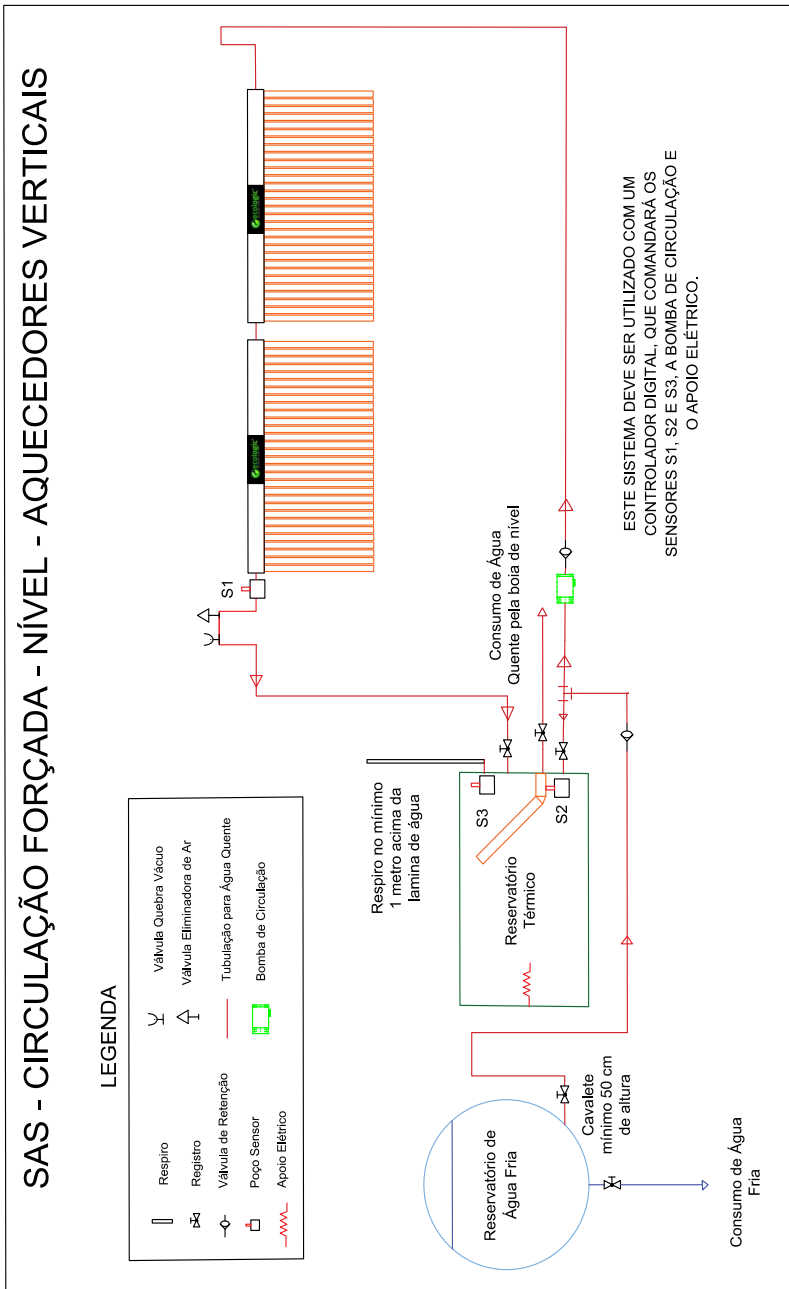 SAS - CIRCULAÇÃO FORÇADA - NÍVEL - AQUECEDORES VERTICAIS
LEGENDA
Respiro
Registro
Válvula de Retenção
Poço Sensor
Apoio Elétrico
Válvula Quebra Vácuo
Válvula Eliminadora de Ar
Tubulação para Água Quente
Bomba de Circulação
S1
ecologic
ecologic
Respiro no mínimo
1 metro acima da
lamina de água
S3
S2
Reservatório
Térmico
Consumo de Água
Quente pela boia de nível
Reservatório de
Água Fria
Cavalete
mínimo 50 cm
de altura
Consumo de Água
Fria
ESTE SISTEMA DEVE SER UTILIZADO COM UM
CONTROLADOR DIGITAL, QUE COMANDARÁ OS
SENSORES S1, S2 E S3, A BOMBA DE CIRCULAÇÃO E
O APOIO ELÉTRICO.